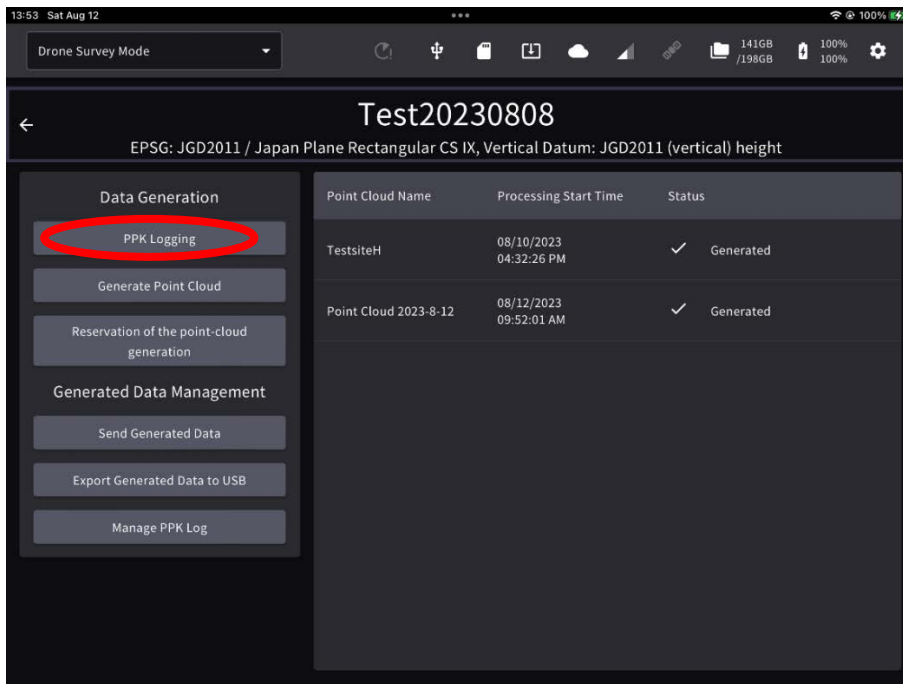 13:53 Sat Aug 12
100%
Drone Survey Mode
141GB
/198GB
100%
100%
Test20230808
EPSG: JGD2011 / Japan Plane Rectangular CS IX, Vertical Datum: JGD2011 (vertical) height
Data Generation
PPK Logging
Generate Point Cloud
Reservation of the point-cloud
generation
Generated Data Management
Send Generated Data
Export Generated Data to USB
Manage PPK Log
Point Cloud Name Processing Start Time Status
TestsiteH
08/10/2023
04:32:26 PM
Generated
Point Cloud 2023-8-12
08/12/2023
09:52:01 AM
Generated